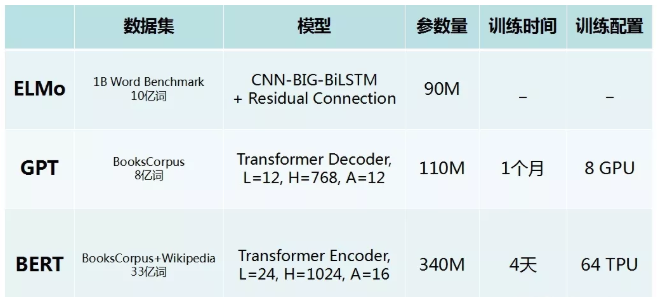 数据集 模型 参数量 训练时间 训练配置
ELMo 1B Word Benchmark 10亿词 CNN-BIG-BiLSTM + Residual Connection 90M _ _
GPT BooksCorpus 8亿词 Transformer Decoder, L=12, H=768, A=12 110M 1个月 8 GPU
BERT BooksCorpus+Wikipedia 33亿词 Transformer Encoder, L=24, H=1024, A=16 340M 4天 64 TPU